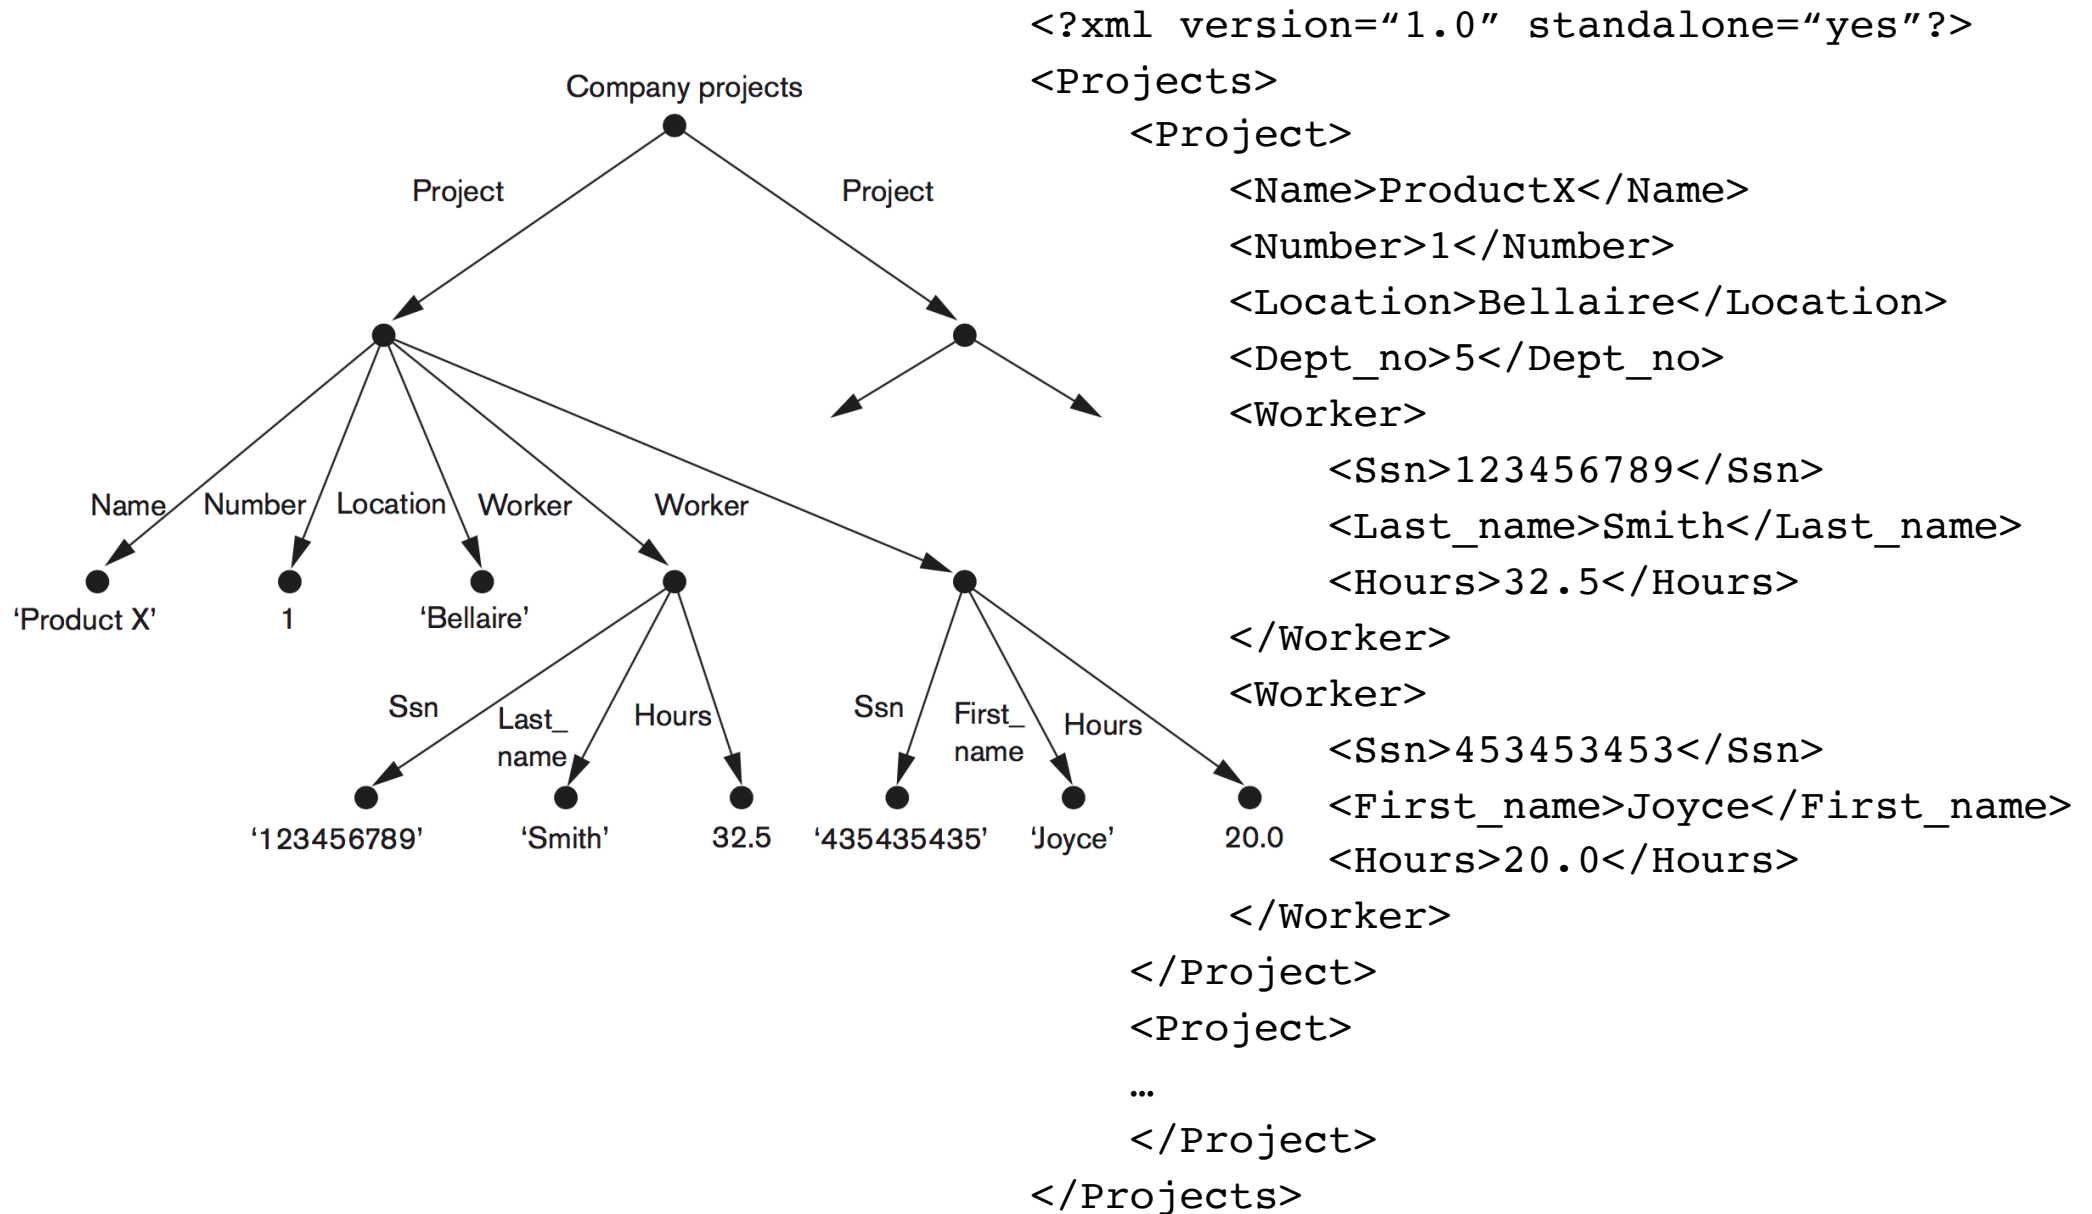 Company projects
Project
Project
Name
Number
Location
Worker
Worker
‘Product X’
1
‘Bellaire’
Ssn
Last_
name
Hours
Ssn
First_
name
Hours
‘123456789’
‘Smith’
32.5
‘435435435’
‘Joyce’
20.0
<?xml version=“1.0” standalone=“yes”?>
<Projects>
<Project>
<Name>ProductX</Name>
<Number>1</Number>
<Location>Bellaire</Location>
<Dept_no>5</Dept_no>
<Worker>
<Ssn>123456789</Ssn>
<Last_name>Smith</Last_name>
<Hours>32.5</Hours>
</Worker>
<Worker>
<Ssn>453453453</Ssn>
<First_name>Joyce</First_name>
<Hours>20.0</Hours>
</Worker>
</Project>
<Project>
…
</Project>
</Projects>